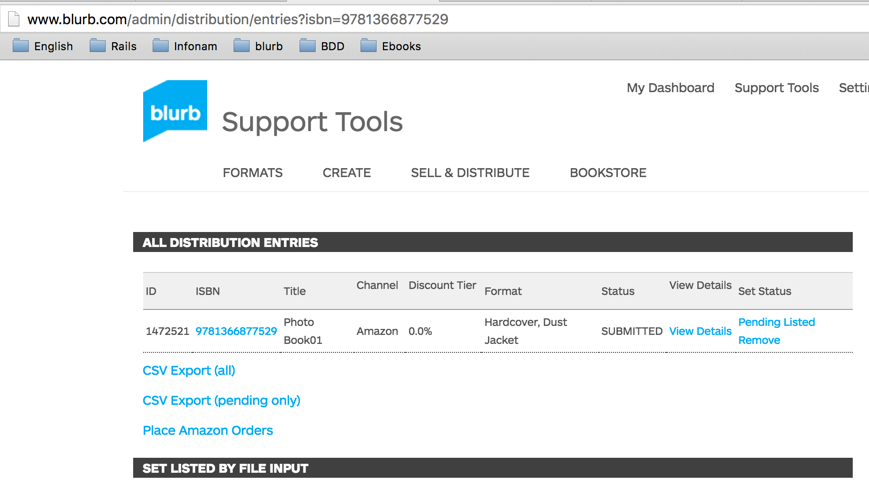 www.blurb.com/admin/distribution/entries?isbn=9781366877529
English Rails Infonam blurb BDD Ebooks
My Dashboard Support Tools Setti
blurb Support Tools
FORMATS CREATE SELL & DISTRIBUTE BOOKSTORE
ALL DISTRIBUTION ENTRIES
ID ISBN Title Channel Discount Tier Format Status View Details Set Status
1472521 9781366877529 Photo Book01 Amazon 0.0% Hardcover, Dust Jacket SUBMITTED View Details Pending Listed Remove
CSV Export (all)
CSV Export (pending only)
Place Amazon Orders
SET LISTED BY FILE INPUT